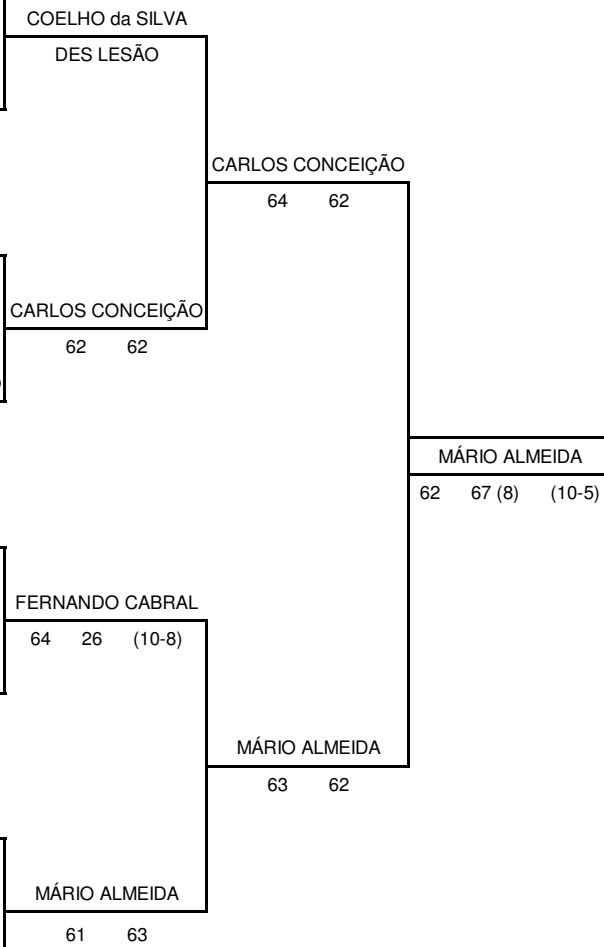 COELHO da SILVA
DES LESÃO
CARLOS CONCEIÇÃO
64 62
CARLOS CONCEIÇÃO
62 62
MÁRIO ALMEIDA
62 67 (8) (10-5)
FERNANDO CABRAL
64 26 (10-8)
MÁRIO ALMEIDA
63 62
MÁRIO ALMEIDA
61 63